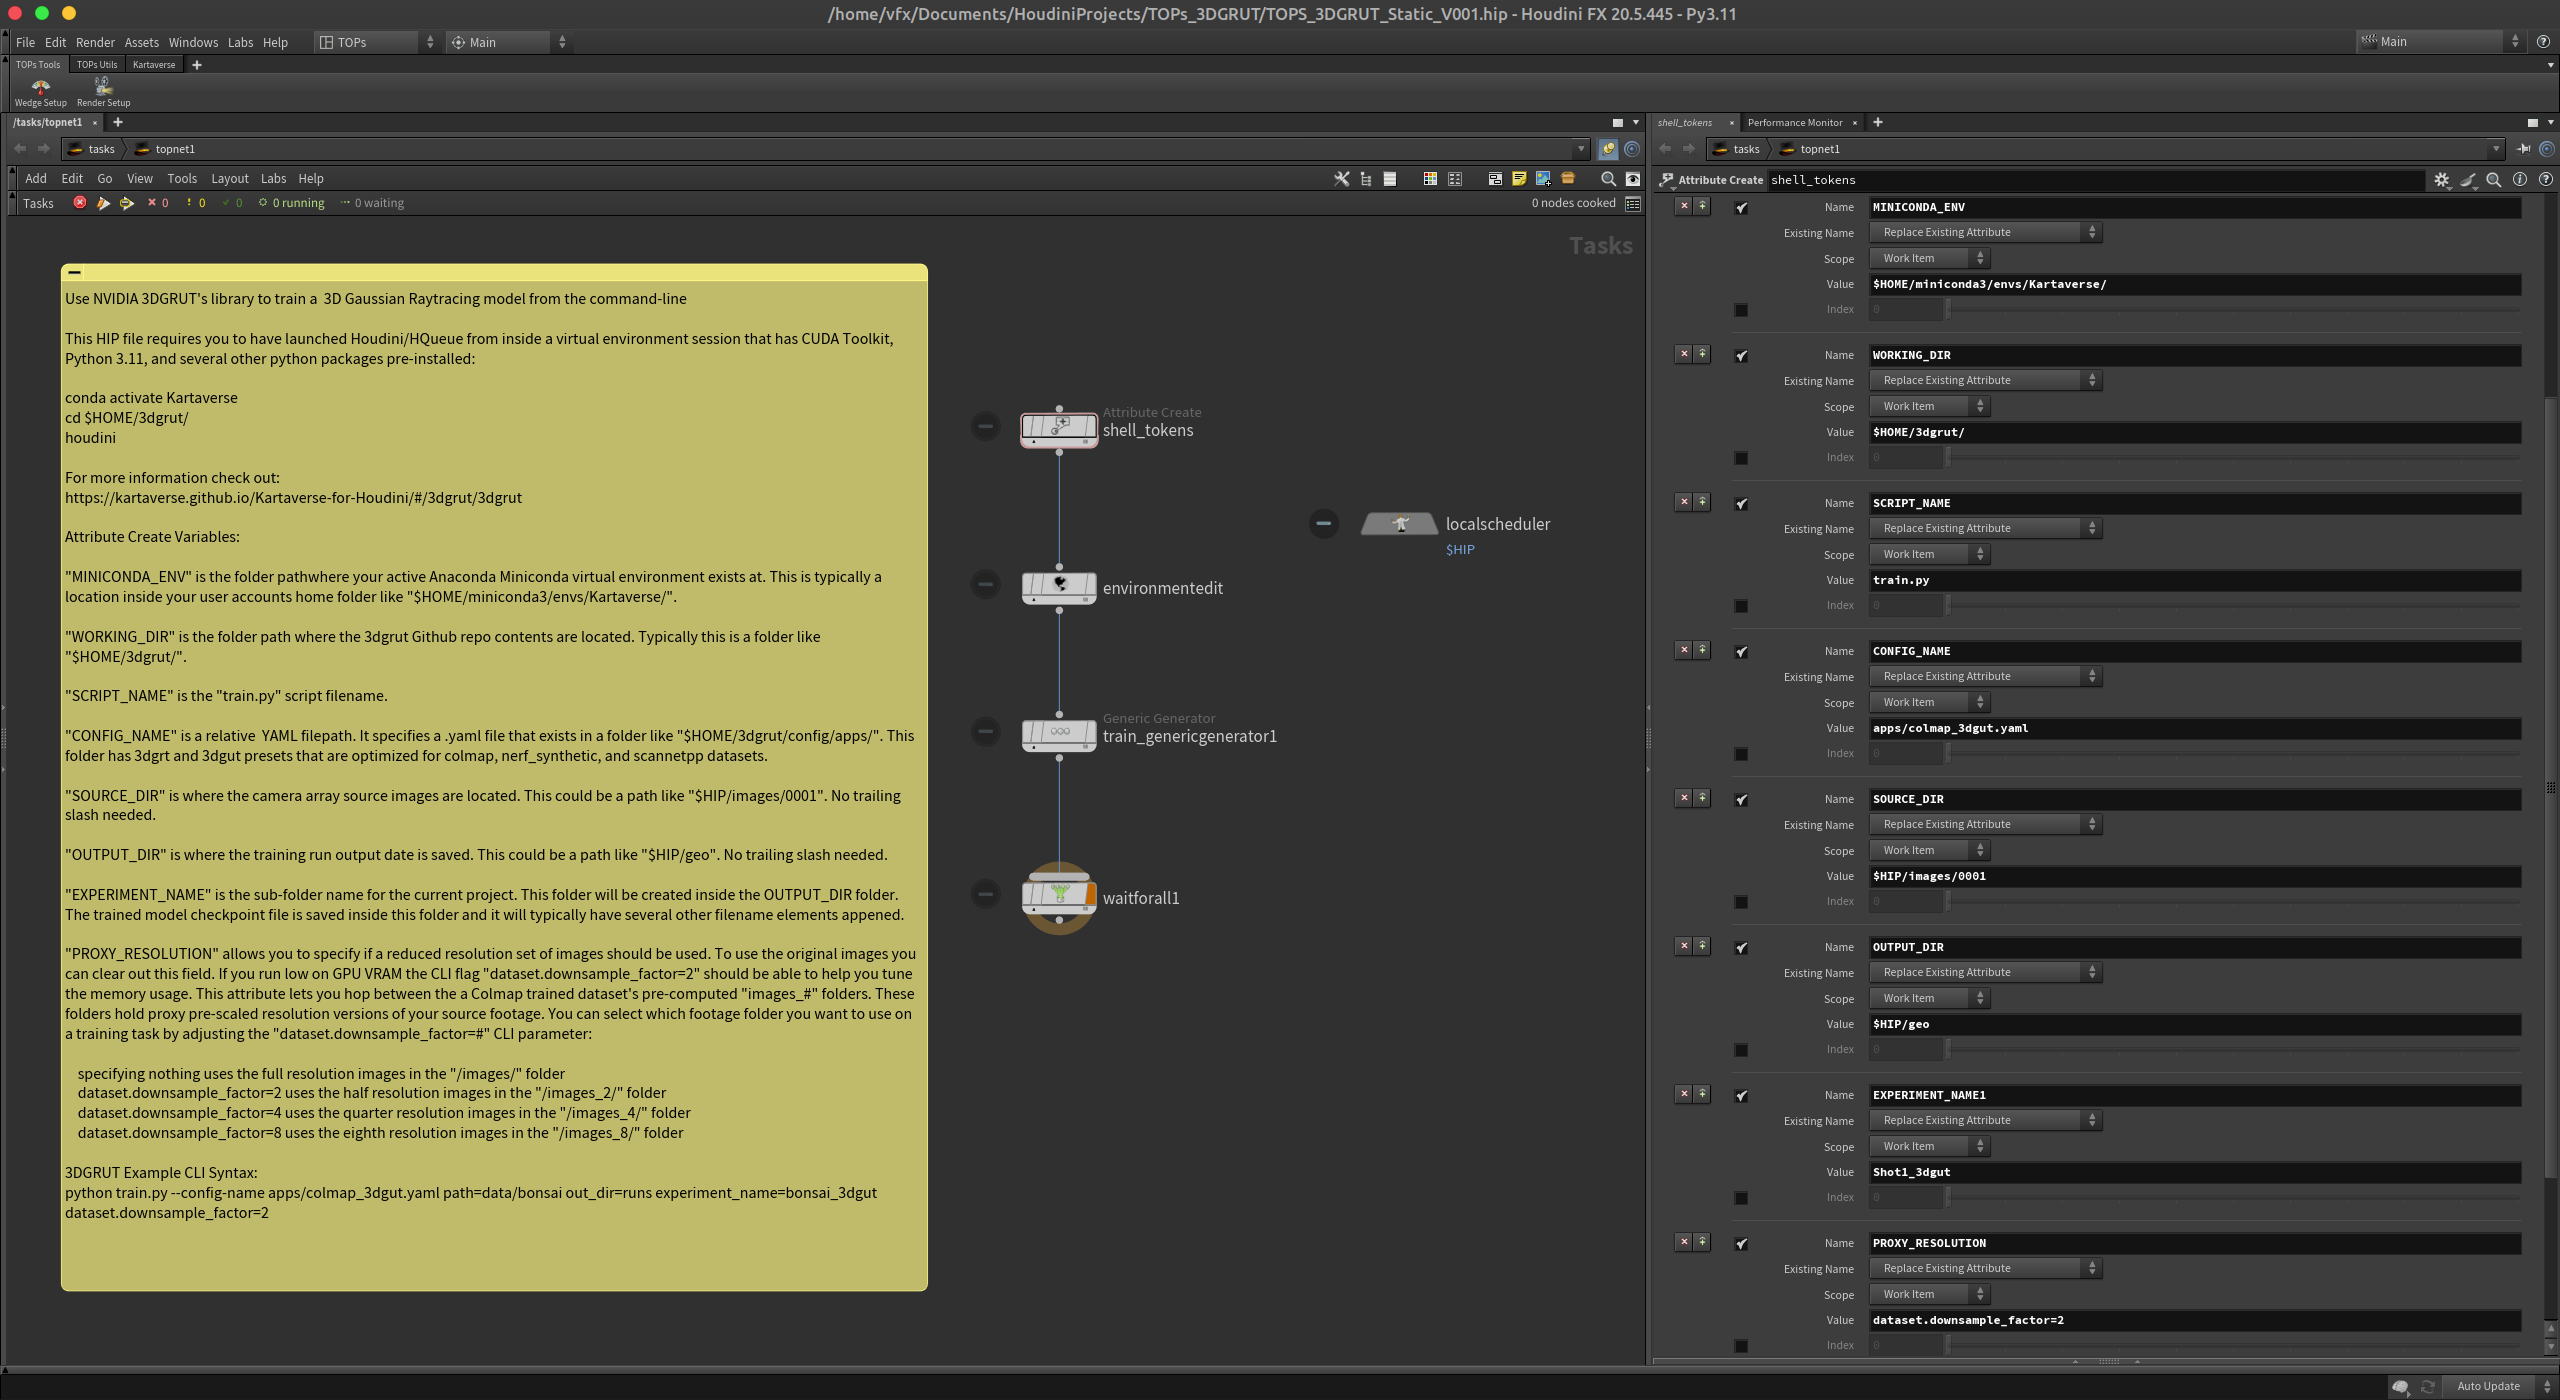 /home/vfx/Documents/HoudiniProjects/TOPs_3DGRUT/TOPS_3DGRUT_Static_V001.hip - Houdini FX 20.5.445 - Py3.11
File Edit Render Assets Windows Labs Help TOPs Main Main
TOPs Tools TOPs Utils Kartaverse
Wedge Setup Render Setup
/tasks/topnet1
tasks topnet1
Add Edit Go View Tools Layout Labs Help
Tasks 0 0 0 0 running 0 waiting 0 nodes cooked
Tasks
Use NVIDIA 3DGRUT's library to train a  3D Gaussian Raytracing model from the command-line
This HIP file requires you to have launched Houdini/HQueue from inside a virtual environment session that has CUDA Toolkit,
Python 3.11, and several other python packages pre-installed:
conda activate Kartaverse
cd $HOME/3dgrut/
houdini
For more information check out:
https://kartaverse.github.io/Kartaverse-for-Houdini/#/3dgrut/3dgrut
Attribute Create Variables:
"MINICONDA_ENV" is the folder pathwhere your active Anaconda Miniconda virtual environment exists at. This is typically a
location inside your user accounts home folder like "$HOME/miniconda3/envs/Kartaverse/".
"WORKING_DIR" is the folder path where the 3dgrut Github repo contents are located. Typically this is a folder like
"$HOME/3dgrut/".
"SCRIPT_NAME" is the "train.py" script filename.
"CONFIG_NAME" is a relative  YAML filepath. It specifies a .yaml file that exists in a folder like "$HOME/3dgrut/config/apps/". This
folder has 3dgrt and 3dgut presets that are optimized for colmap, nerf_synthetic, and scannetpp datasets.
"SOURCE_DIR" is where the camera array source images are located. This could be a path like "$HIP/images/0001". No trailing
slash needed.
"OUTPUT_DIR" is where the training run output date is saved. This could be a path like "$HIP/geo". No trailing slash needed.
"EXPERIMENT_NAME" is the sub-folder name for the current project. This folder will be created inside the OUTPUT_DIR folder.
The trained model checkpoint file is saved inside this folder and it will typically have several other filename elements appened.
"PROXY_RESOLUTION" allows you to specify if a reduced resolution set of images should be used. To use the original images you
can clear out this field. If you run low on GPU VRAM the CLI flag "dataset.downsample_factor=2" should be able to help you tune
the memory usage. This attribute lets you hop between the a Colmap trained dataset's pre-computed "images_#" folders. These
folders hold proxy pre-scaled resolution versions of your source footage. You can select which footage folder you want to use on
a training task by adjusting the "dataset.downsample_factor=#" CLI parameter:
specifying nothing uses the full resolution images in the "/images/" folder
dataset.downsample_factor=2 uses the half resolution images in the "/images_2/" folder
dataset.downsample_factor=4 uses the quarter resolution images in the "/images_4/" folder
dataset.downsample_factor=8 uses the eighth resolution images in the "/images_8/" folder
3DGRUT Example CLI Syntax:
python train.py --config-name apps/colmap_3dgut.yaml path=data/bonsai out_dir=runs experiment_name=bonsai_3dgut
dataset.downsample_factor=2
Attribute Create
shell_tokens
localscheduler
$HIP
environmentedit
Generic Generator
train_genericgenerator1
waitforall1
shell_tokens Performance Monitor
tasks topnet1
Attribute Create shell_tokens
Name MINICONDA_ENV
Existing Name Replace Existing Attribute
Scope Work Item
Value $HOME/miniconda3/envs/Kartaverse/
Index 0
Name WORKING_DIR
Existing Name Replace Existing Attribute
Scope Work Item
Value $HOME/3dgrut/
Index 0
Name SCRIPT_NAME
Existing Name Replace Existing Attribute
Scope Work Item
Value train.py
Index 0
Name CONFIG_NAME
Existing Name Replace Existing Attribute
Scope Work Item
Value apps/colmap_3dgut.yaml
Index 0
Name SOURCE_DIR
Existing Name Replace Existing Attribute
Scope Work Item
Value $HIP/images/0001
Index 0
Name OUTPUT_DIR
Existing Name Replace Existing Attribute
Scope Work Item
Value $HIP/geo
Index 0
Name EXPERIMENT_NAME1
Existing Name Replace Existing Attribute
Scope Work Item
Value Shot1_3dgut
Index 0
Name PROXY_RESOLUTION
Existing Name Replace Existing Attribute
Scope Work Item
Value dataset.downsample_factor=2
Index 0
Auto Update